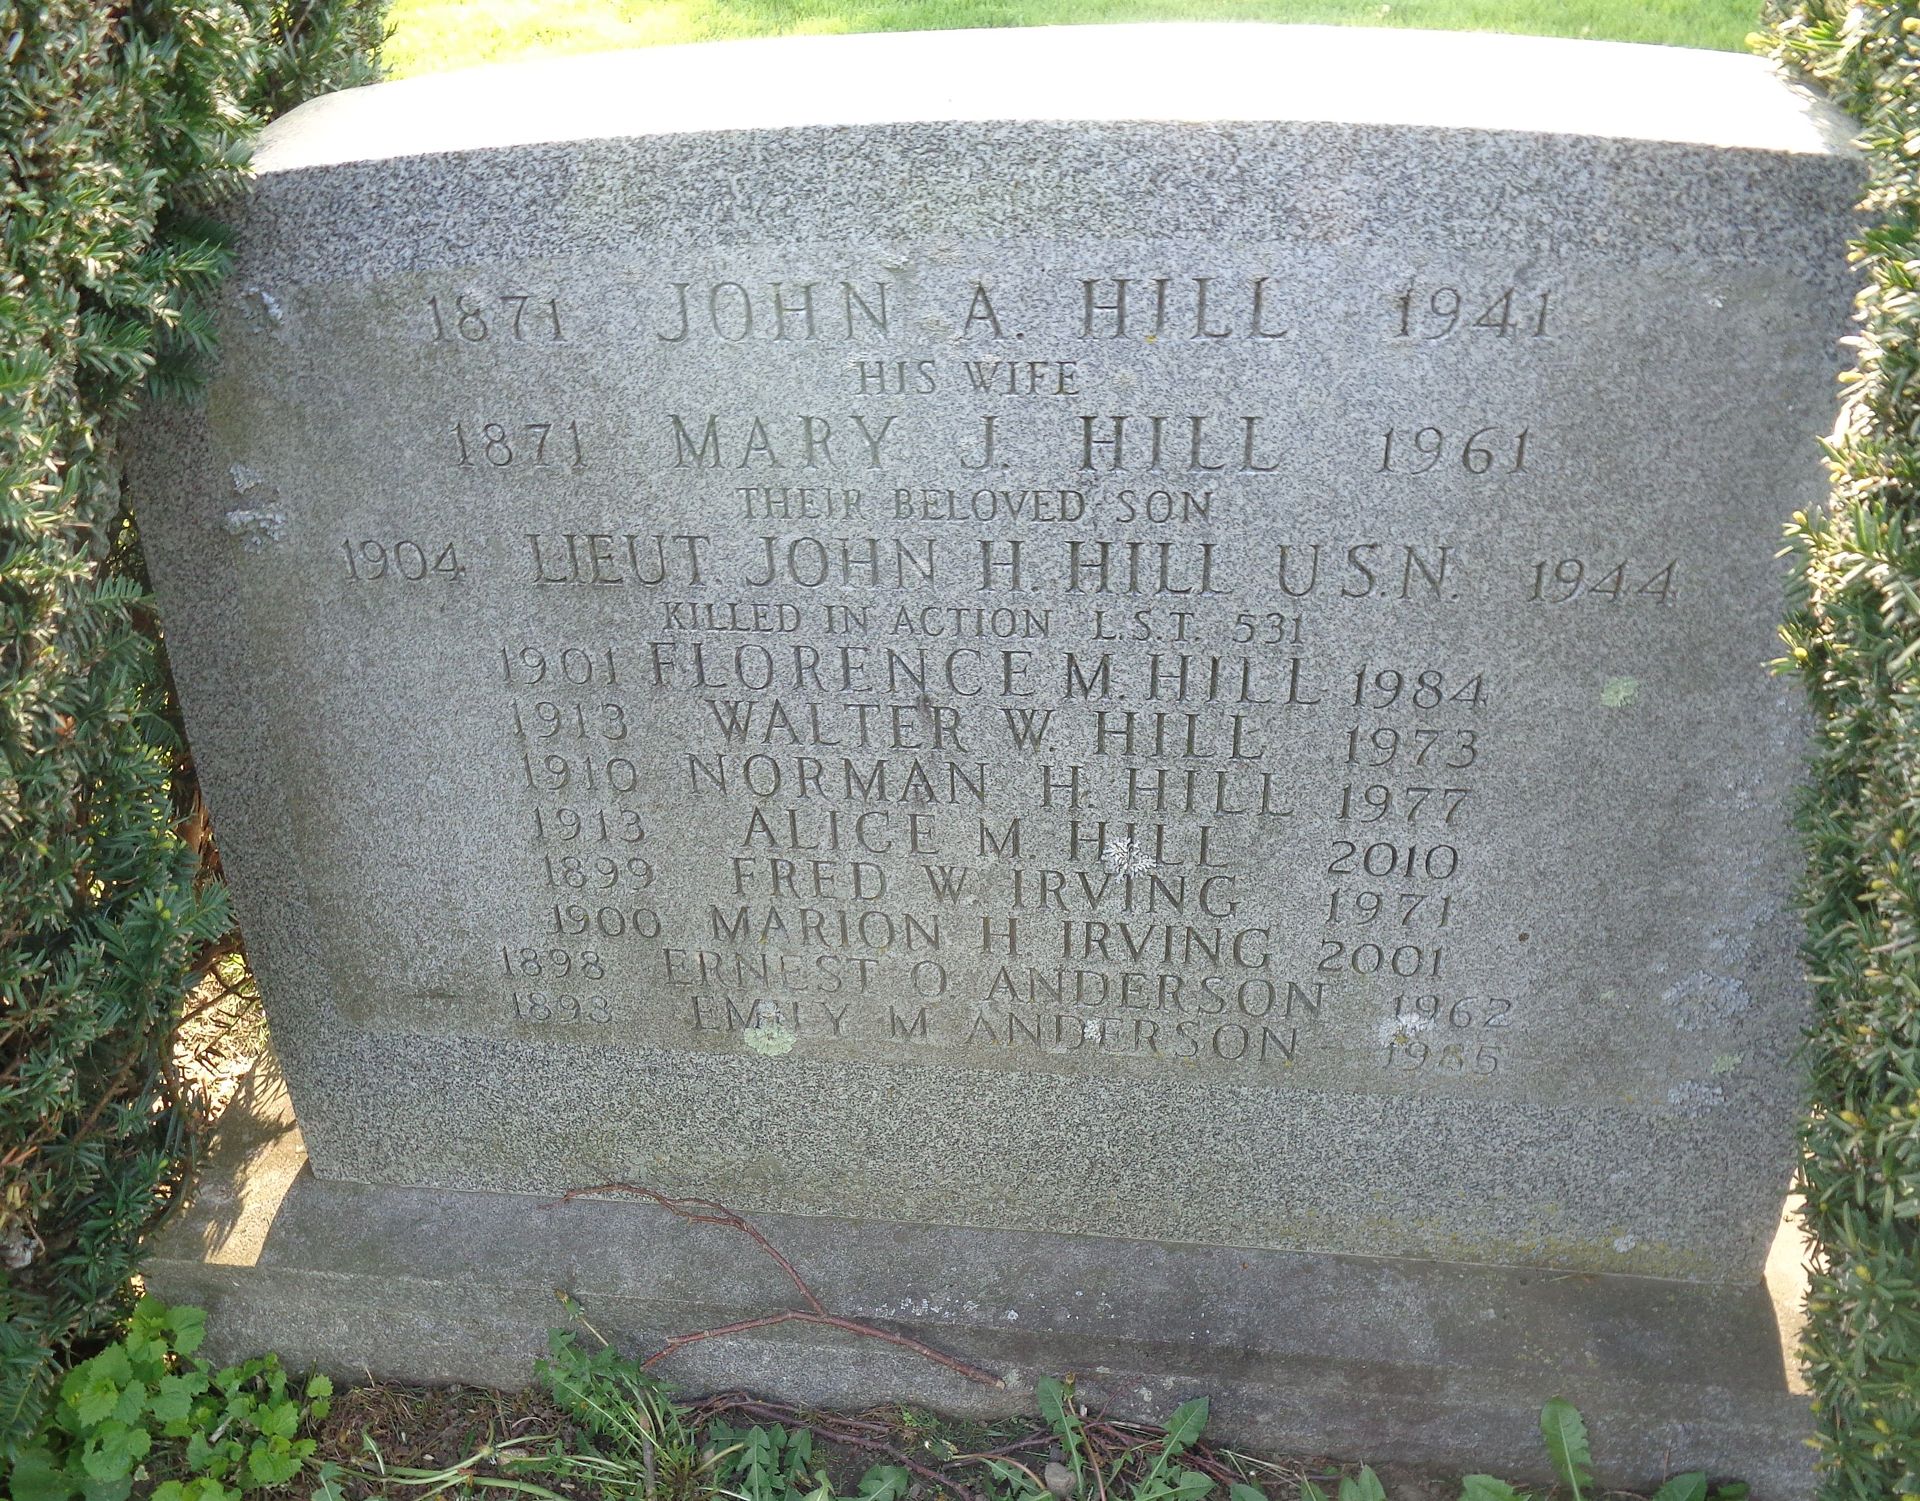 1871 JOHN A. HILL 1941
HIS WIFE
1871 MARY J. HILL 1961
THEIR BELOVED SON
1904 LIEUT. JOHN H. HILL U.S.N. 1944
KILLED IN ACTION L.S.T. 531
1901 FLORENCE M. HILL 1984
1913 WALTER W. HILL 1973
1910 NORMAN H. HILL 1977
1913 ALICE M. HILL 2010
1899 FRED W. IRVING 1971
1900 MARION H. IRVING 2001
1898 ERNEST O. ANDERSON 1962
1893 EMILY M. ANDERSON 1985